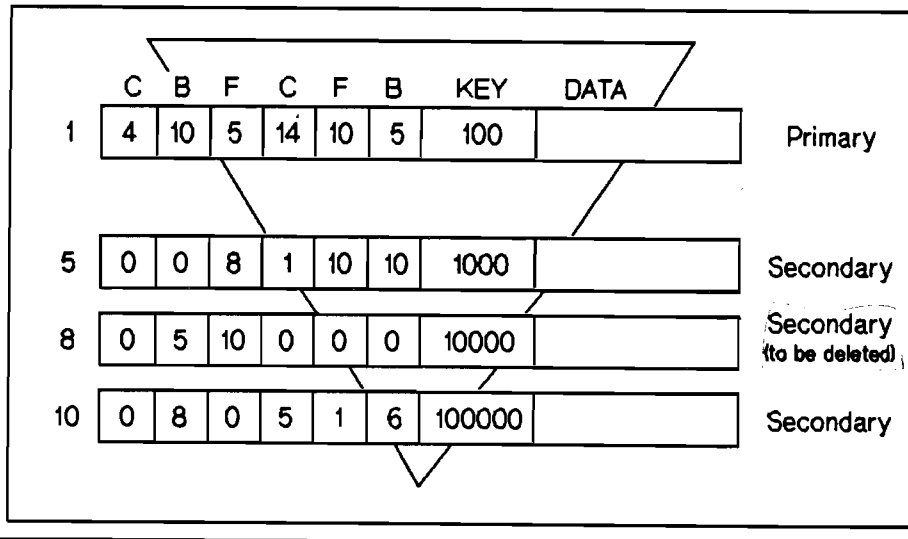 C B F C F B KEY DATA
1 4 10 5 14 10 5 100 Primary
5 0 0 8 1 10 10 1000 Secondary
8 0 5 10 0 0 0 10000 Secondary
(to be deleted)
10 0 8 0 5 1 6 100000 Secondary